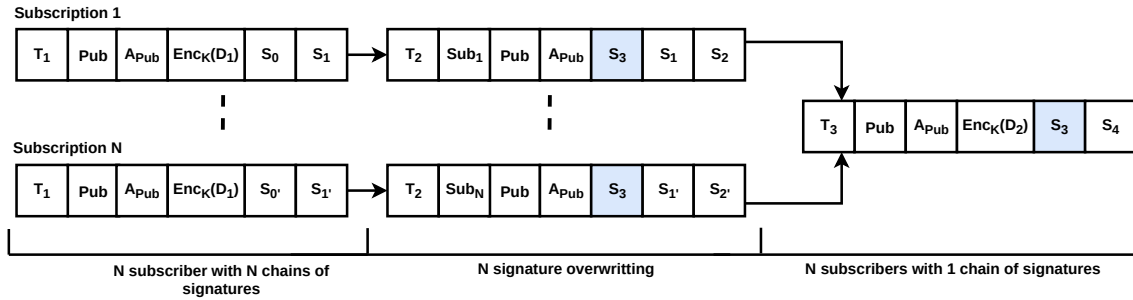 Subscription 1
T1 Pub APub EncK(D1) S0 S1
T2 Sub1 Pub APub S3 S1 S2
T3 Pub APub EncK(D2) S3 S4
Subscription N
T1 Pub APub EncK(D1) S0' S1'
T2 SubN Pub APub S3 S1' S2'
N subscriber with N chains of
signatures
N signature overwritting
N subscribers with 1 chain of signatures